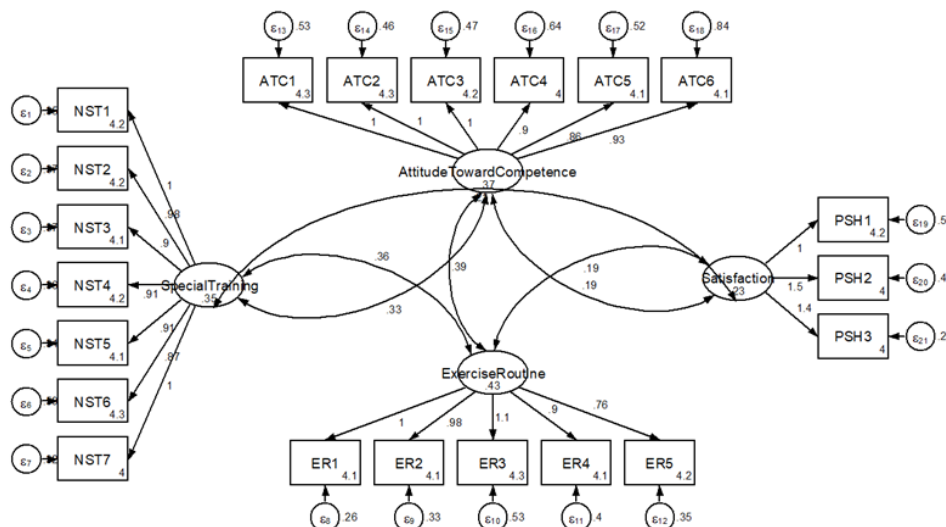 ε13 .53 ε14 .46 ε15 .47 ε16 .64 ε17 .52 ε18 .84
ATC1 4.3 ATC2 4.3 ATC3 4.2 ATC4 4 ATC5 4.1 ATC6 4.1
1 1 1 .9 .86 .93
AttitudeTowardCompetence
.37
ε1 NST1 4.2
ε2 NST2 4.2
ε3 NST3 4.1
ε4 NST4 4.2
ε5 NST5 4.1
ε6 NST6 4.3
ε7 NST7 4
1
.98
.9
.91
.91
.87
1
SpecialTraining
.35
.36
.33
.39
.19
.19
Satisfaction
.23
1
1.5
1.4
PSH1 4.2 ε19 .5
PSH2 4 ε20 .4
PSH3 4 ε21 .2
ExerciseRoutine
.43
1 .98 1.1 .9 .76
ER1 4.1 ER2 4.1 ER3 4.3 ER4 4.1 ER5 4.2
ε8 .26 ε9 .33 ε10 .53 ε11 .4 ε12 .35